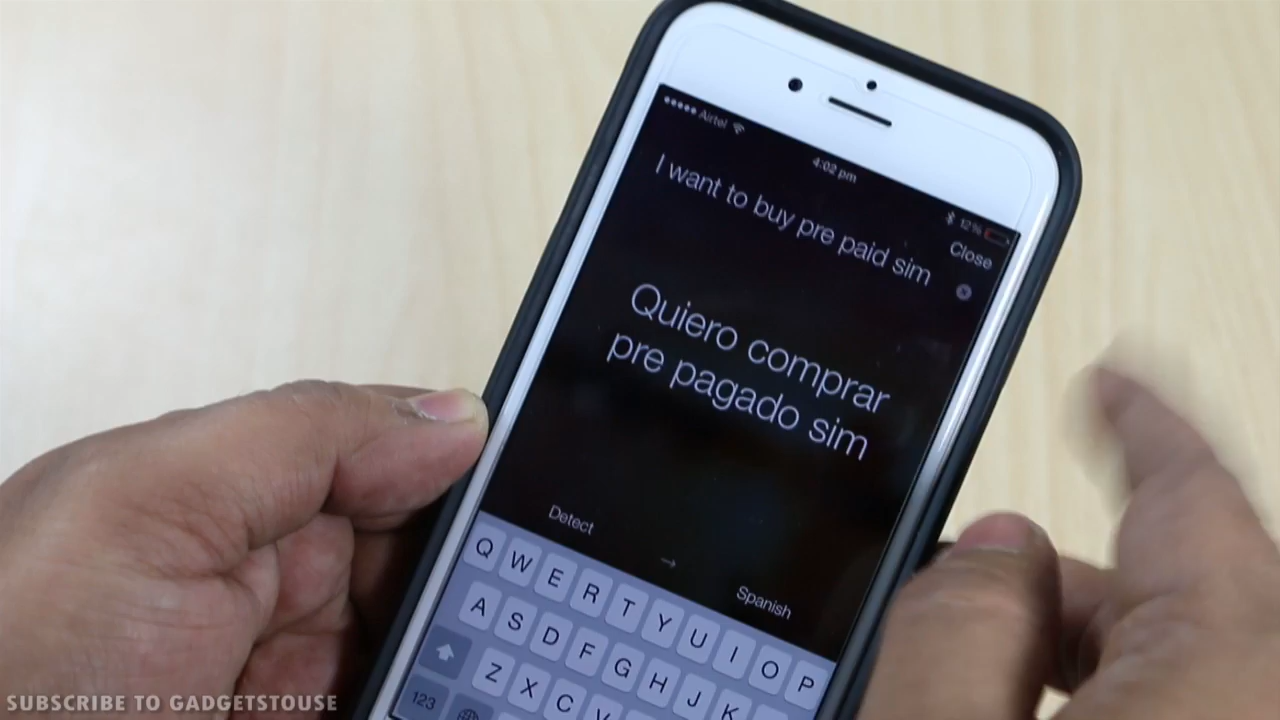 Airtel
4:02 pm
12%
Close
I want to buy pre paid sim
Quiero comprar
pre pagado sim
Detect
→
Spanish
Q W E R T Y U I O P
A S D F G H J K
Z X C V
123
SUBSCRIBE TO GADGETSTOUSE